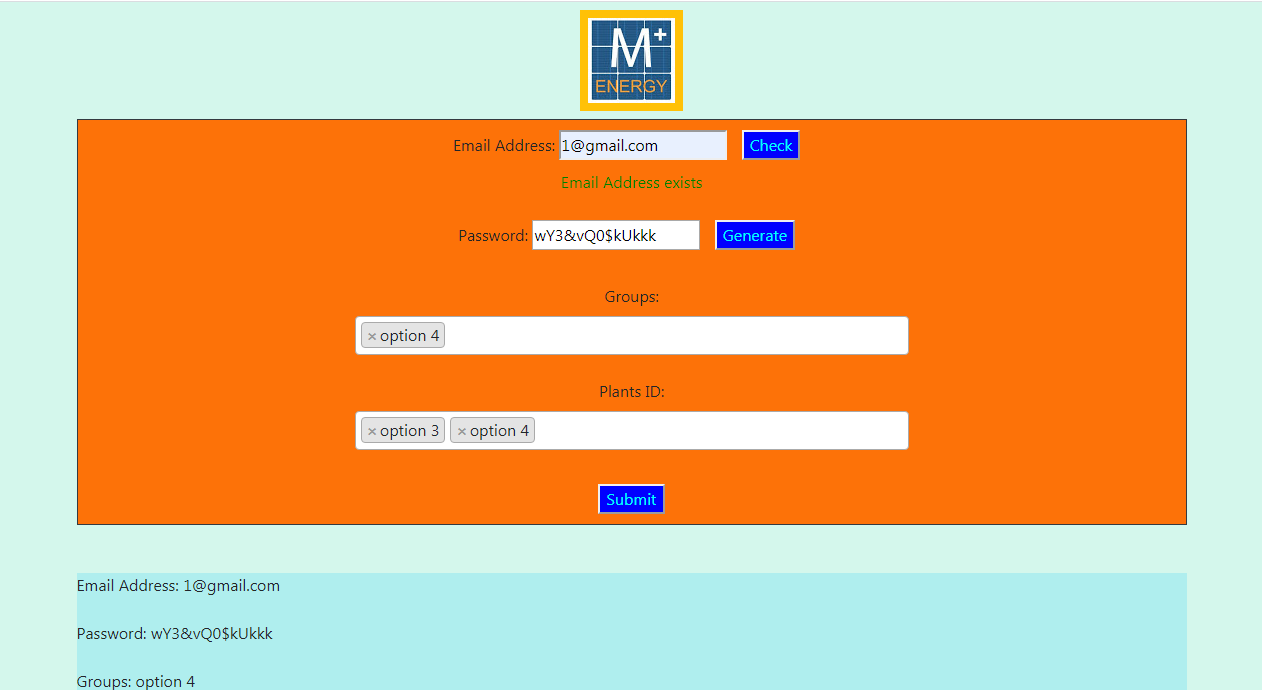 M+
ENERGY
Email Address: 1@gmail.com Check
Email Address exists
Password: wY3&vQ0$kUkkk Generate
Groups:
× option 4
Plants ID:
× option 3 × option 4
Submit
Email Address: 1@gmail.com
Password: wY3&vQ0$kUkkk
Groups: option 4